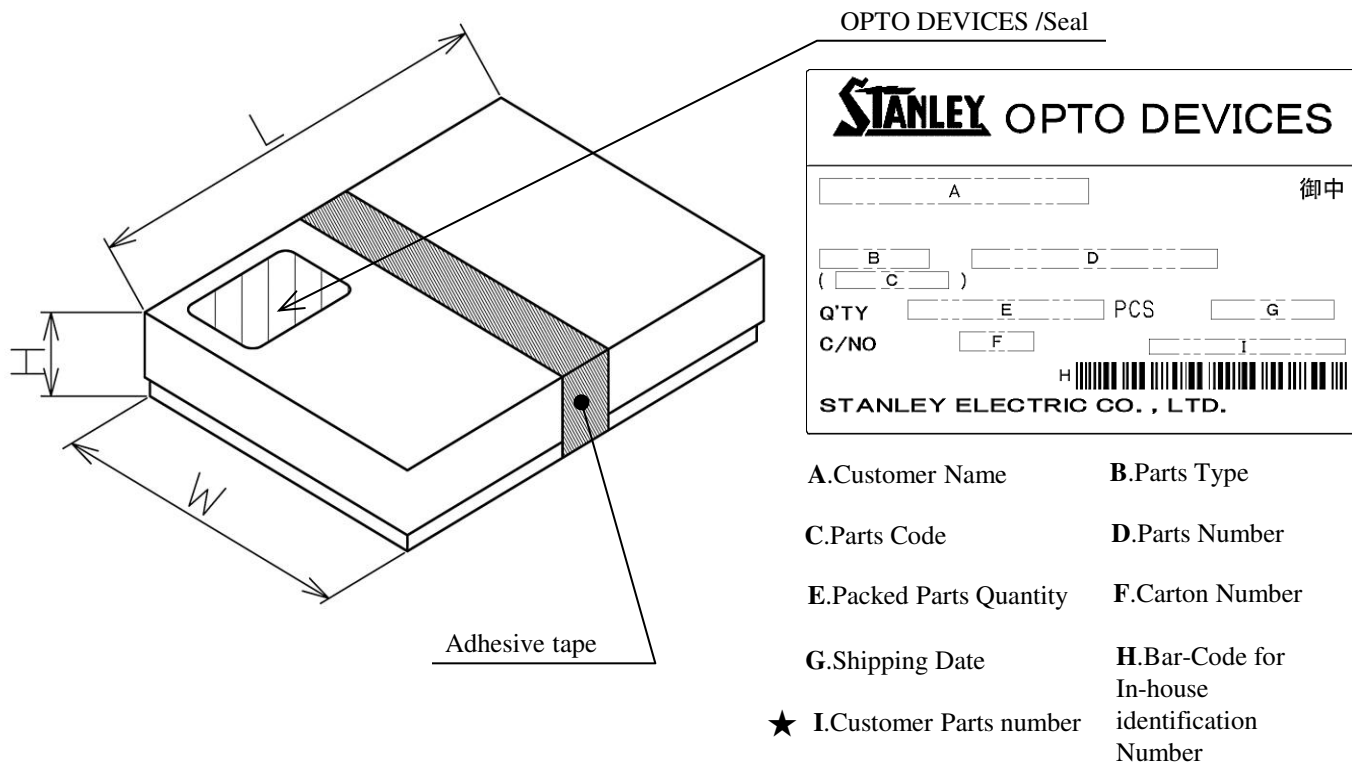 OPTO DEVICES /Seal
L
H
W
Adhesive tape
STANLEY OPTO DEVICES
A 御中
B D
( C )
Q'TY E PCS G
C/NO F I
H
STANLEY ELECTRIC CO. , LTD.
A.Customer Name B.Parts Type
C.Parts Code D.Parts Number
E.Packed Parts Quantity F.Carton Number
G.Shipping Date H.Bar-Code for
In-house
★ I.Customer Parts number identification
Number